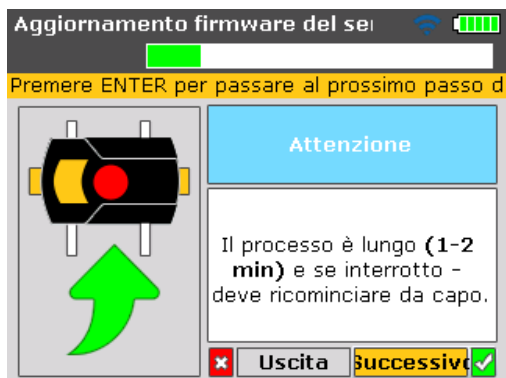 Aggiornamento firmware del se
Premere ENTER per passare al prossimo passo d
Attenzione
Il processo è lungo (1-2
min) e se interrotto -
deve ricominciare da capo.
Uscita
Successivo